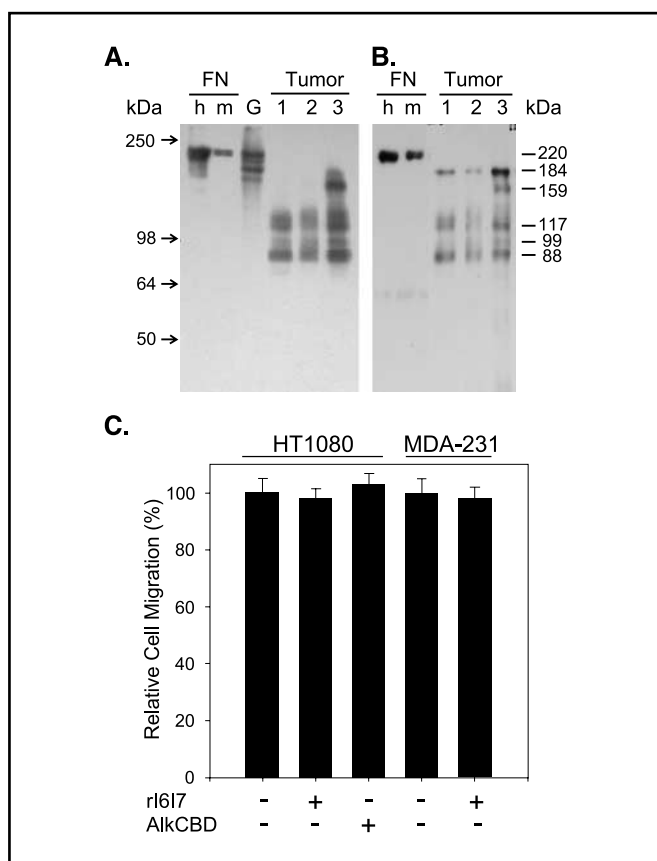 A.
FN Tumor
kDa h m G 1 2 3
250
98
64
50
B.
FN Tumor
h m 1 2 3 kDa
220
184
159
117
99
88
C.
HT1080 MDA-231
Relative Cell Migration (%)
100
80
60
40
20
0
rI6I7 - + - - +
AlkCBD - - + - -